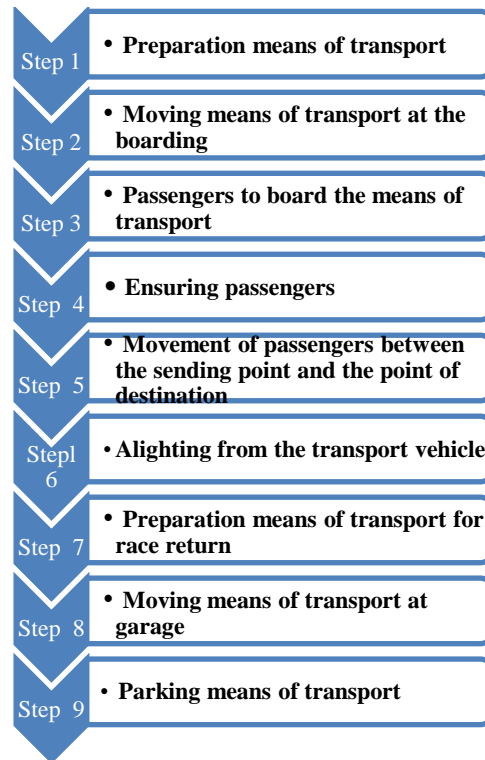 Step 1
• Preparation means of transport
Step 2
• Moving means of transport at the
boarding
Step 3
• Passengers to board the means of
transport
Step 4
• Ensuring passengers
Step 5
• Movement of passengers between
the sending point and the point of
destination
Stepl
6
• Alighting from the transport vehicle
Step 7
• Preparation means of transport for
race return
Step 8
• Moving means of transport at
garage
Step 9
• Parking means of transport